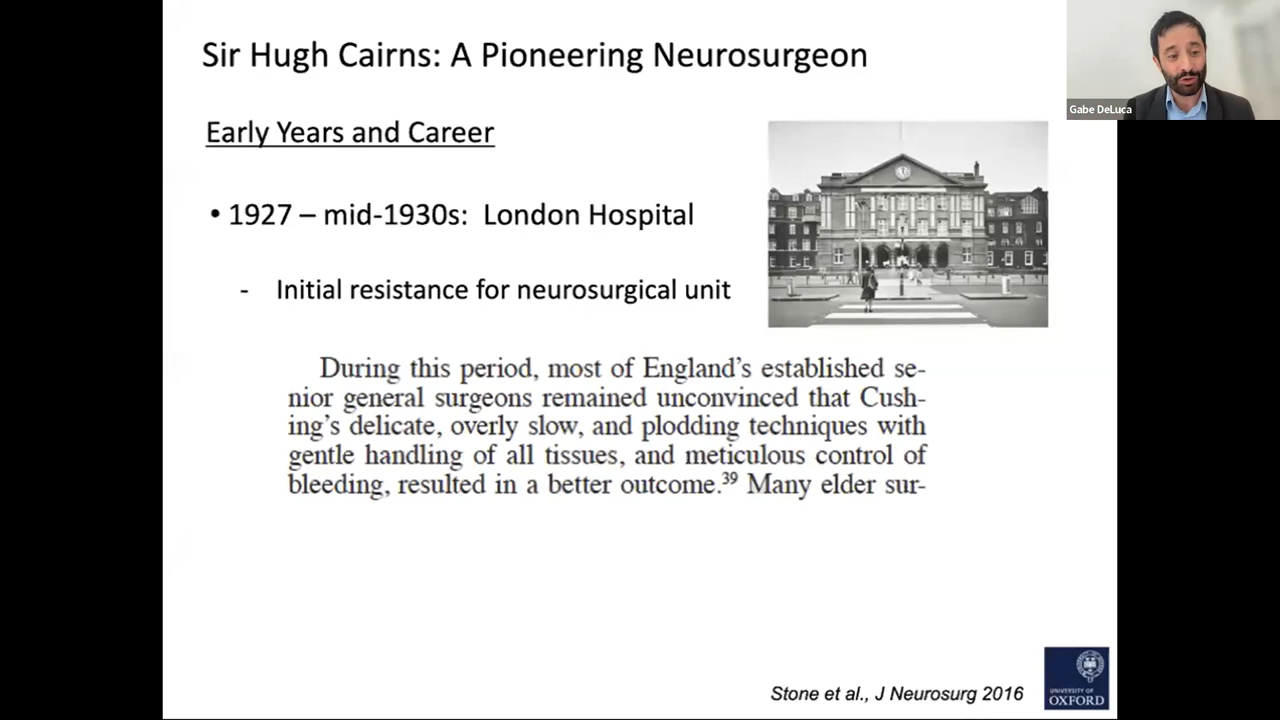 Sir Hugh Cairns: A Pioneering Neurosurgeon
Gabe DeLuca
Early Years and Career
• 1927 – mid-1930s: London Hospital
- Initial resistance for neurosurgical unit
During this period, most of England's established se-
nior general surgeons remained unconvinced that Cush-
ing's delicate, overly slow, and plodding techniques with
gentle handling of all tissues, and meticulous control of
bleeding, resulted in a better outcome.³⁹ Many elder sur-
Stone et al., J Neurosurg 2016
UNIVERSITY OF
OXFORD